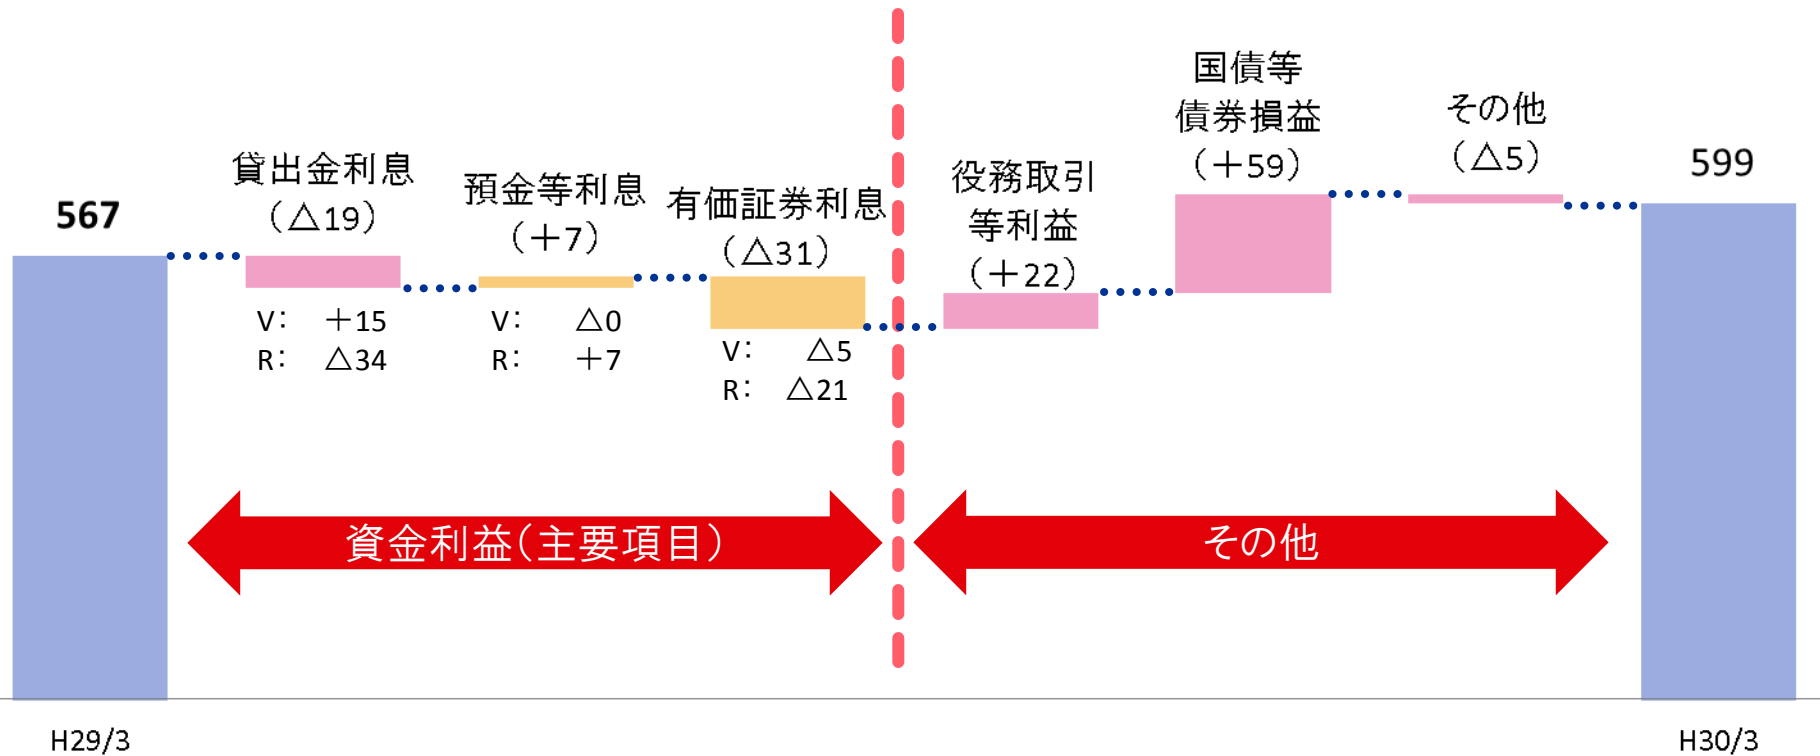 567
貸出金利息
（△19）
V： ＋15
R： △34
預金等利息
（＋7）
V： △0
R： ＋7
有価証券利息
（△31）
V： △5
R： △21
役務取引
等利益
（＋22）
国債等
債券損益
（＋59）
その他
（△5）
599
資金利益（主要項目）
その他
H29/3
H30/3